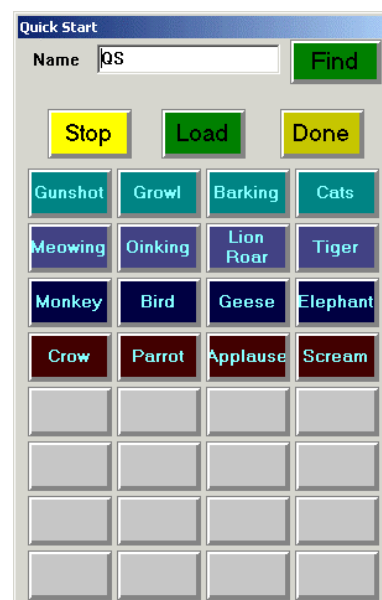 Quick Start
Name QS Find
Stop Load Done
Gunshot Growl Barking Cats
Meowing Oinking Lion Roar Tiger
Monkey Bird Geese Elephant
Crow Parrot Applause Scream